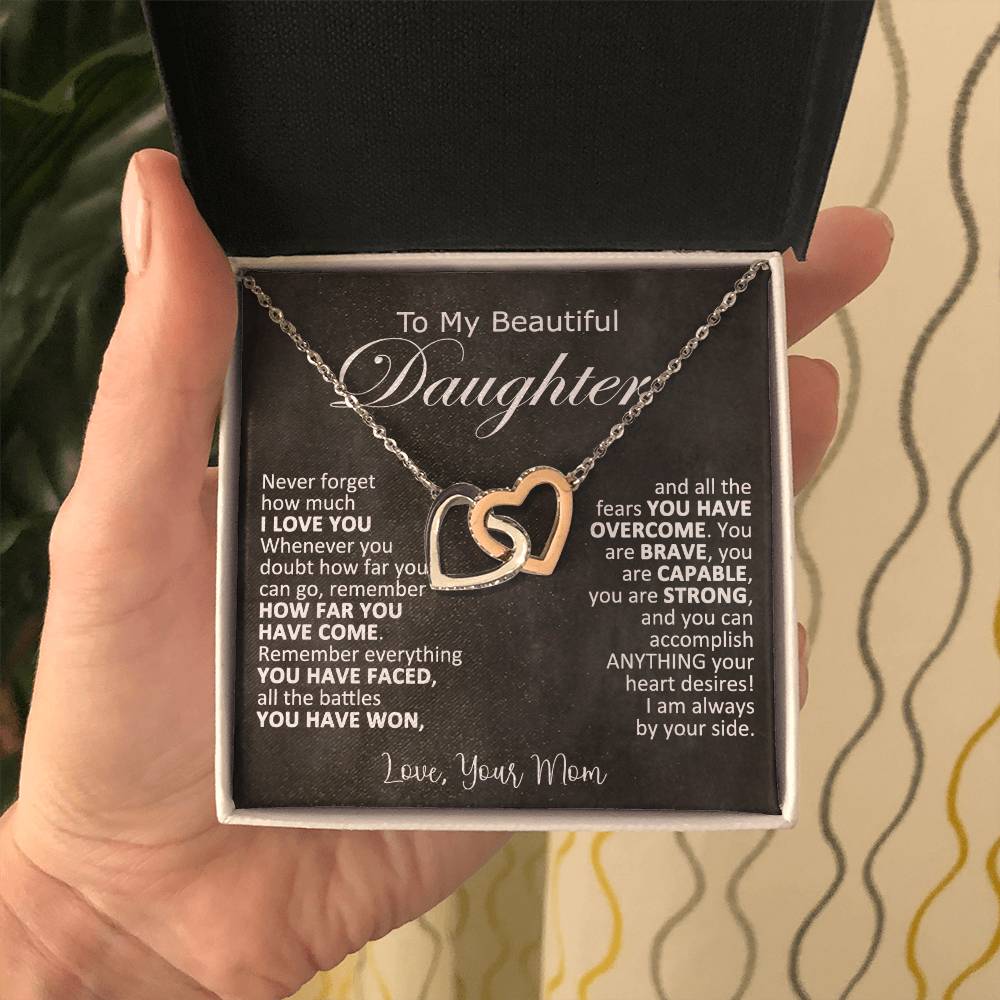 To My Beautiful
Daughter
Never forget
how much
I LOVE YOU
Whenever you
doubt how far you
can go, remember
HOW FAR YOU
HAVE COME.
Remember everything
YOU HAVE FACED,
all the battles
YOU HAVE WON,
and all the
fears YOU HAVE
OVERCOME. You
are BRAVE, you
are CAPABLE,
you are STRONG,
and you can
accomplish
ANYTHING your
heart desires!
I am always
by your side.
Love, Your Mom